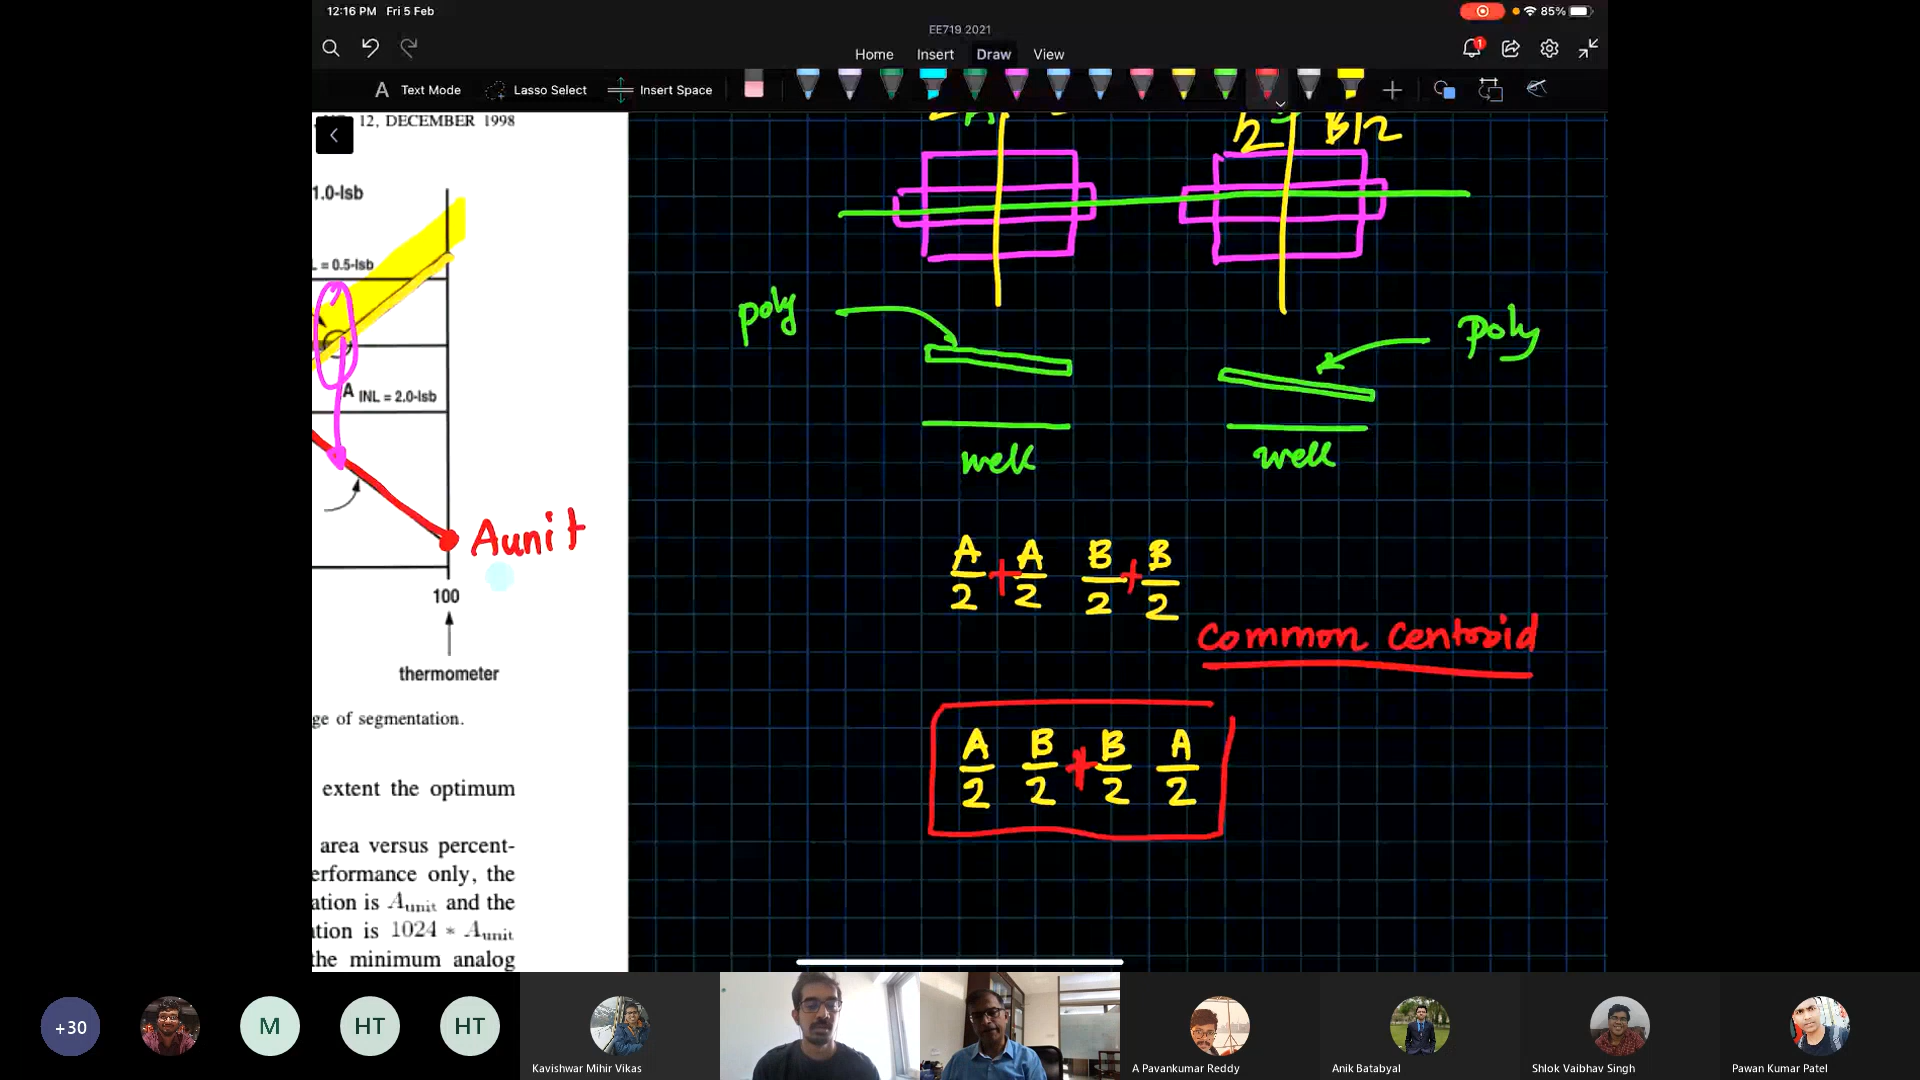 12:16 PM Fri 5 Feb
85%
EE719 2021
Home Insert Draw View
1
A Text Mode Lasso Select Insert Space
12, DECEMBER 1998
1.0-lsb
L = 0.5-lsb
A INL = 2.0-lsb
Aunit
100
thermometer
ge of segmentation.
extent the optimum
area versus percent-
erformance only, the
ation is Aunit and the
tion is 1024 * Aunit
the minimum analog
2 B/2
poly
poly
well
well
A/2 + A/2 B/2 + B/2
Common Centroid
A/2 B/2 + B/2 A/2
+30
M
HT
HT
Kavishwar Mihir Vikas
A Pavankumar Reddy
Anik Batabyal
Shlok Vaibhav Singh
Pawan Kumar Patel